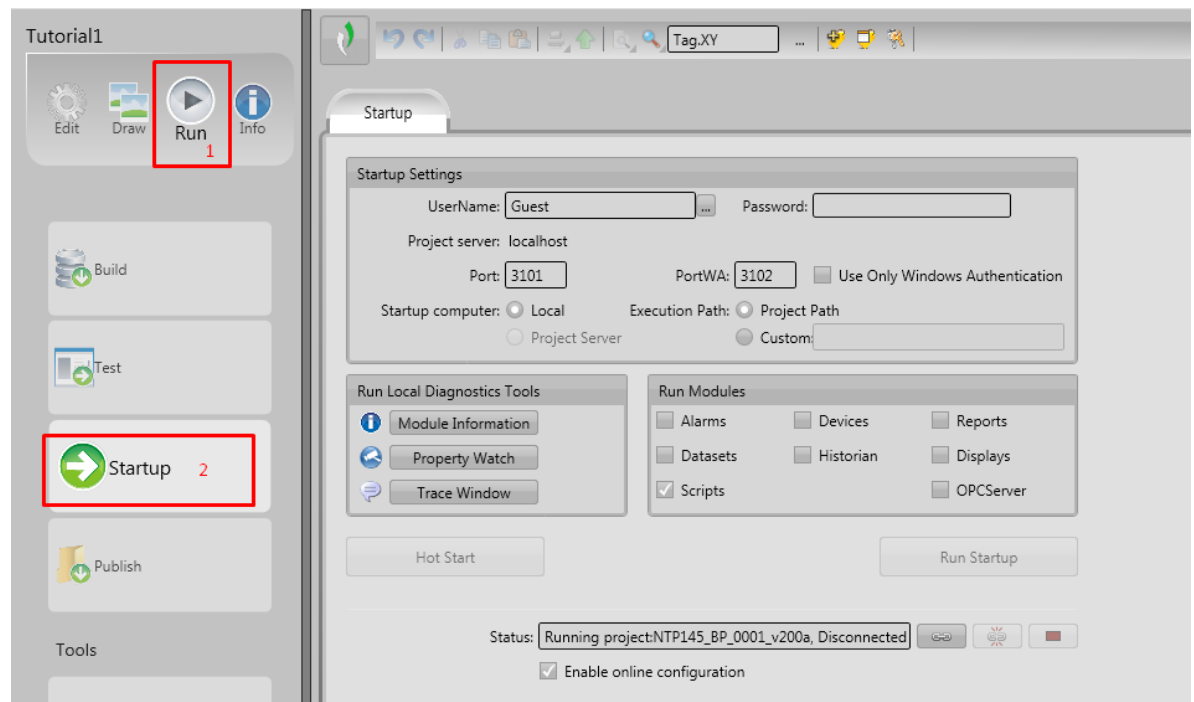 Tutorial1
Edit Draw Run Info
1
Tag.XY ...
Build
Test
Startup 2
Publish
Tools
Startup
Startup Settings
UserName: Guest ... Password:
Project server: localhost
Port: 3101 PortWA: 3102 Use Only Windows Authentication
Startup computer: Local Execution Path: Project Path
Project Server Custom:
Run Local Diagnostics Tools
Module Information
Property Watch
Trace Window
Run Modules
Alarms Devices Reports
Datasets Historian Displays
Scripts OPCServer
Hot Start Run Startup
Status: Running project:NTP145_BP_0001_v200a, Disconnected
Enable online configuration